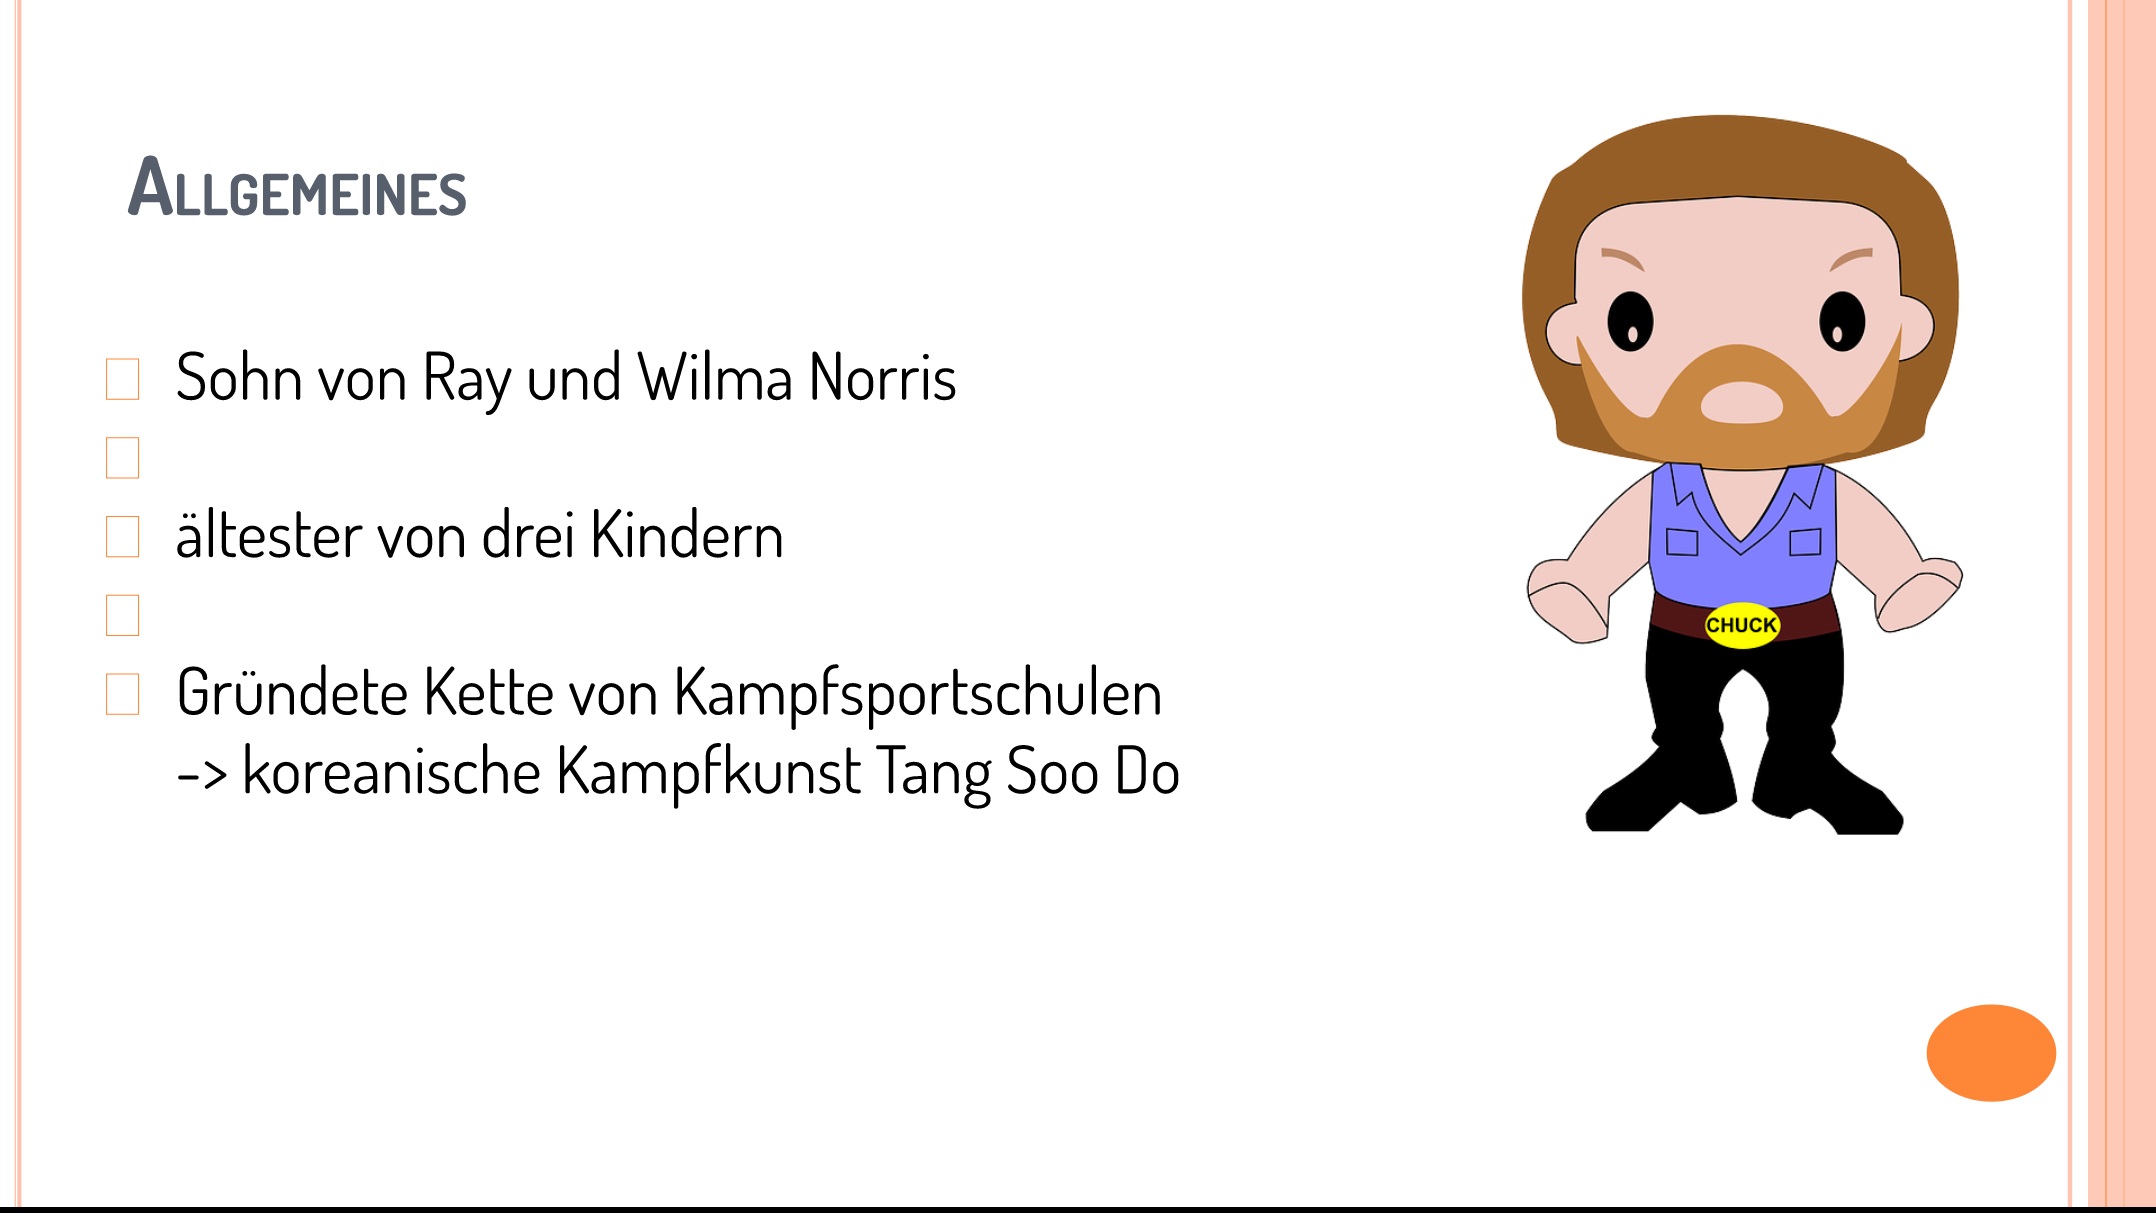 Allgemeines
Sohn von Ray und Wilma Norris
ältester von drei Kindern
Gründete Kette von Kampfsportschulen
-> koreanische Kampfkunst Tang Soo Do
CHUCK